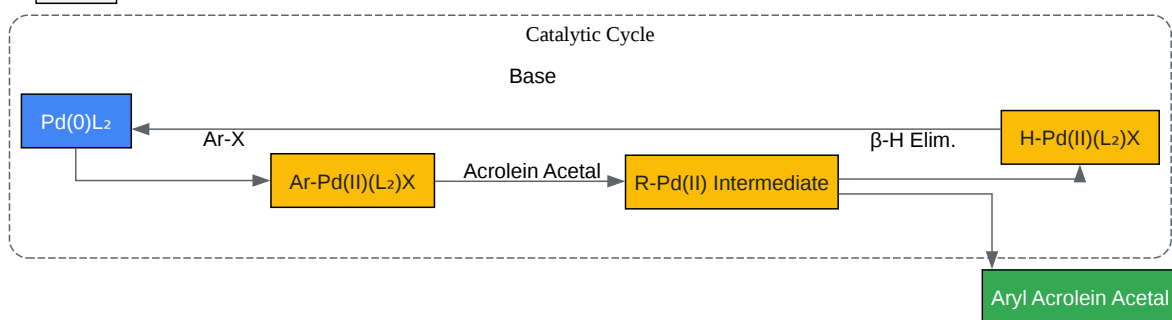 Catalytic Cycle
Base
Pd(0)L₂
Ar-X
β-H Elim.
H-Pd(II)(L₂)X
Ar-Pd(II)(L₂)X
Acrolein Acetal
R-Pd(II) Intermediate
Aryl Acrolein Acetal